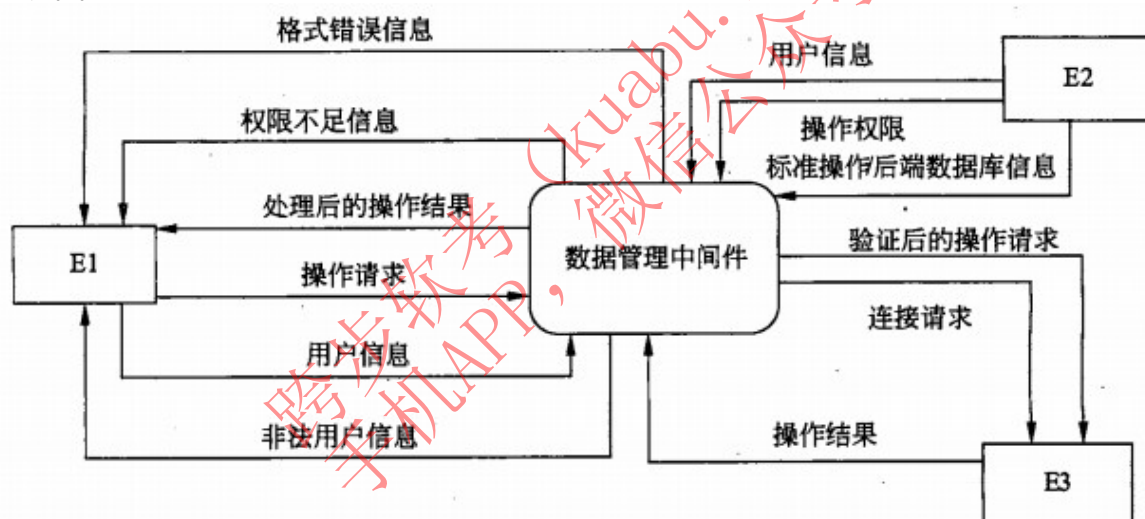 格式错误信息
用户信息
E2
权限不足信息
操作权限
标准操作/后端数据库信息
处理后的操作结果
E1
数据管理中间件
验证后的操作请求
操作请求
连接请求
用户信息
非法用户信息
操作结果
E3
跨步软考 (kuabu.
手机APP, 微信公众